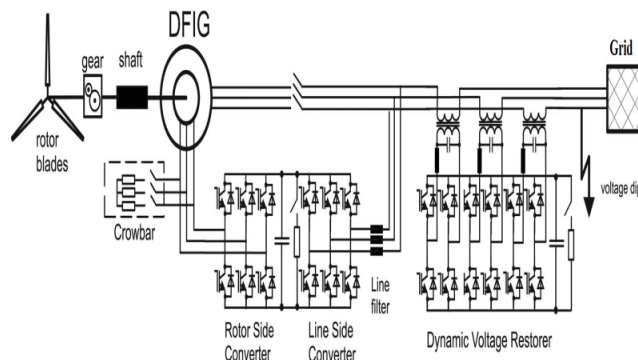 DFIG
Grid
gear
shaft
rotor
blades
voltage dip
Crowbar
Line
filter
Rotor Side
Converter
Line Side
Converter
Dynamic Voltage Restorer